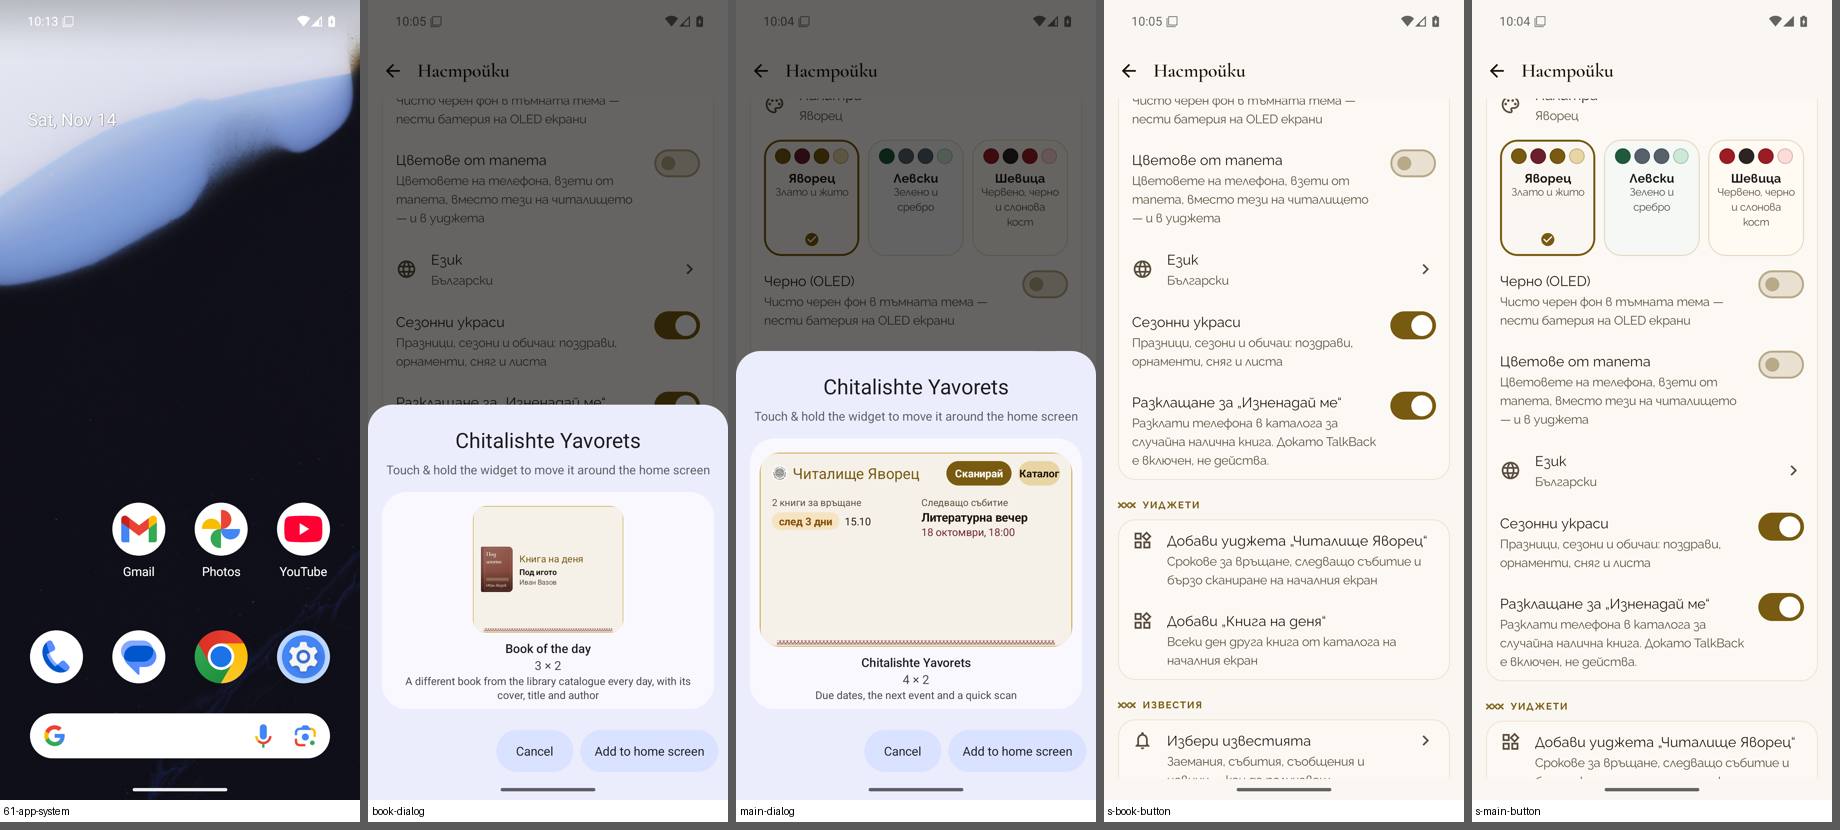 10:13
Sat, Nov 14
Gmail
Photos
YouTube
61-app-system
10:05
Настройки
Чисто черен фон в тъмната тема —
пести батерия на OLED екрани
Цветове от тапета
Цветовете на телефона, взети от
тапета, вместо тези на читалището
— и в уиджета
Език
Български
Сезонни украси
Празници, сезони и обичаи: поздрави,
орнаменти, сняг и листа
Разклащане за „Изненадай ме“
Chitalishte Yavorets
Touch & hold the widget to move it around the home screen
Книга на деня
Под игото
Иван Вазов
Book of the day
3 × 2
A different book from the library catalogue every day, with its
cover, title and author
Cancel
Add to home screen
book-dialog
10:04
Настройки
Палитра
Яворец
Яворец
Злато и жито
Левски
Зелено и
сребро
Шевица
Червено, черно
и слонова
кост
Черно (OLED)
Чисто черен фон в тъмната тема —
пести батерия на OLED екрани
Chitalishte Yavorets
Touch & hold the widget to move it around the home screen
Читалище Яворец
Сканирай
Каталог
2 книги за връщане
след 3 дни
15.10
Следващо събитие
Литературна вечер
18 октомври, 18:00
Chitalishte Yavorets
4 × 2
Due dates, the next event and a quick scan
Cancel
Add to home screen
main-dialog
10:05
Настройки
Чисто черен фон в тъмната тема —
пести батерия на OLED екрани
Цветове от тапета
Цветовете на телефона, взети от
тапета, вместо тези на читалището
— и в уиджета
Език
Български
Сезонни украси
Празници, сезони и обичаи: поздрави,
орнаменти, сняг и листа
Разклащане за „Изненадай ме“
Разклати телефона в каталога за
случайна налична книга. Докато TalkBack
е включен, не действа.
УИДЖЕТИ
Добави уиджета „Читалище Яворец“
Срокове за връщане, следващо събитие и
бързо сканиране на началния екран
Добави „Книга на деня“
Всеки ден друга книга от каталога на
началния екран
ИЗВЕСТИЯ
Избери известията
Заемания, събития, съобщения и
s-book-button
10:04
Настройки
Палитра
Яворец
Яворец
Злато и жито
Левски
Зелено и
сребро
Шевица
Червено, черно
и слонова
кост
Черно (OLED)
Чисто черен фон в тъмната тема —
пести батерия на OLED екрани
Цветове от тапета
Цветовете на телефона, взети от
тапета, вместо тези на читалището
— и в уиджета
Език
Български
Сезонни украси
Празници, сезони и обичаи: поздрави,
орнаменти, сняг и листа
Разклащане за „Изненадай ме“
Разклати телефона в каталога за
случайна налична книга. Докато TalkBack
е включен, не действа.
УИДЖЕТИ
Добави уиджета „Читалище Яворец“
Срокове за връщане, следващо събитие и
s-main-button